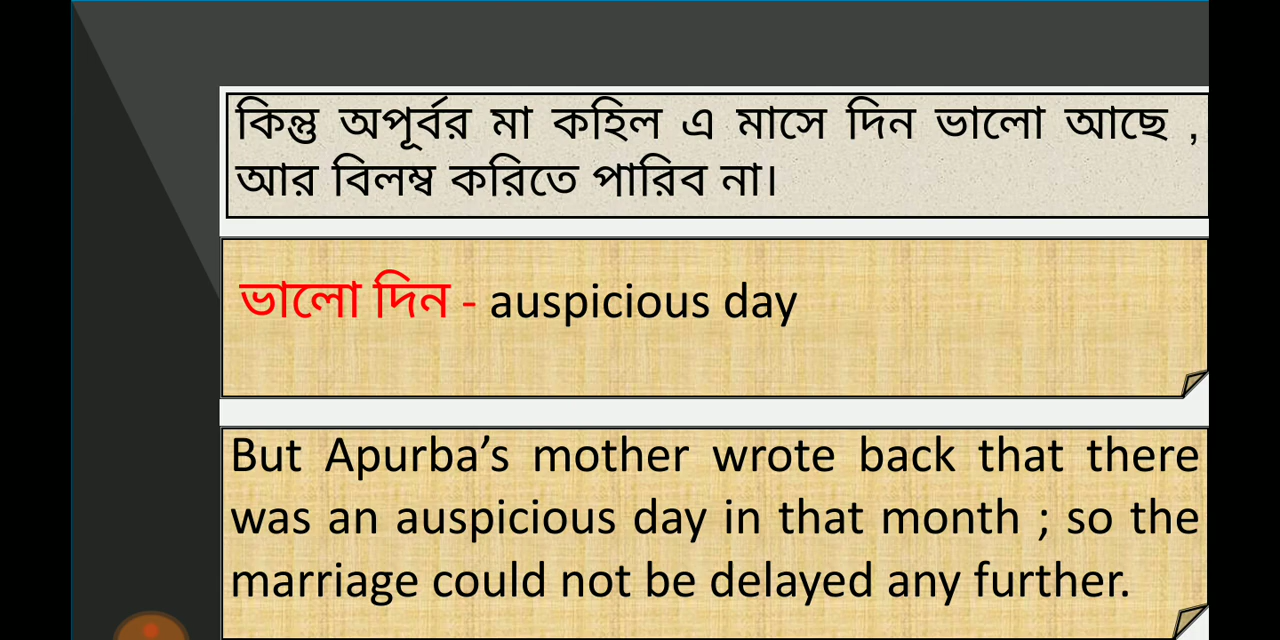 কিন্তু অপূর্বর মা কহিল এ মাসে দিন ভালো আছে ,
আর বিলম্ব করিতে পারিব না।
ভালো দিন - auspicious day
But Apurba’s mother wrote back that there
was an auspicious day in that month ; so the
marriage could not be delayed any further.